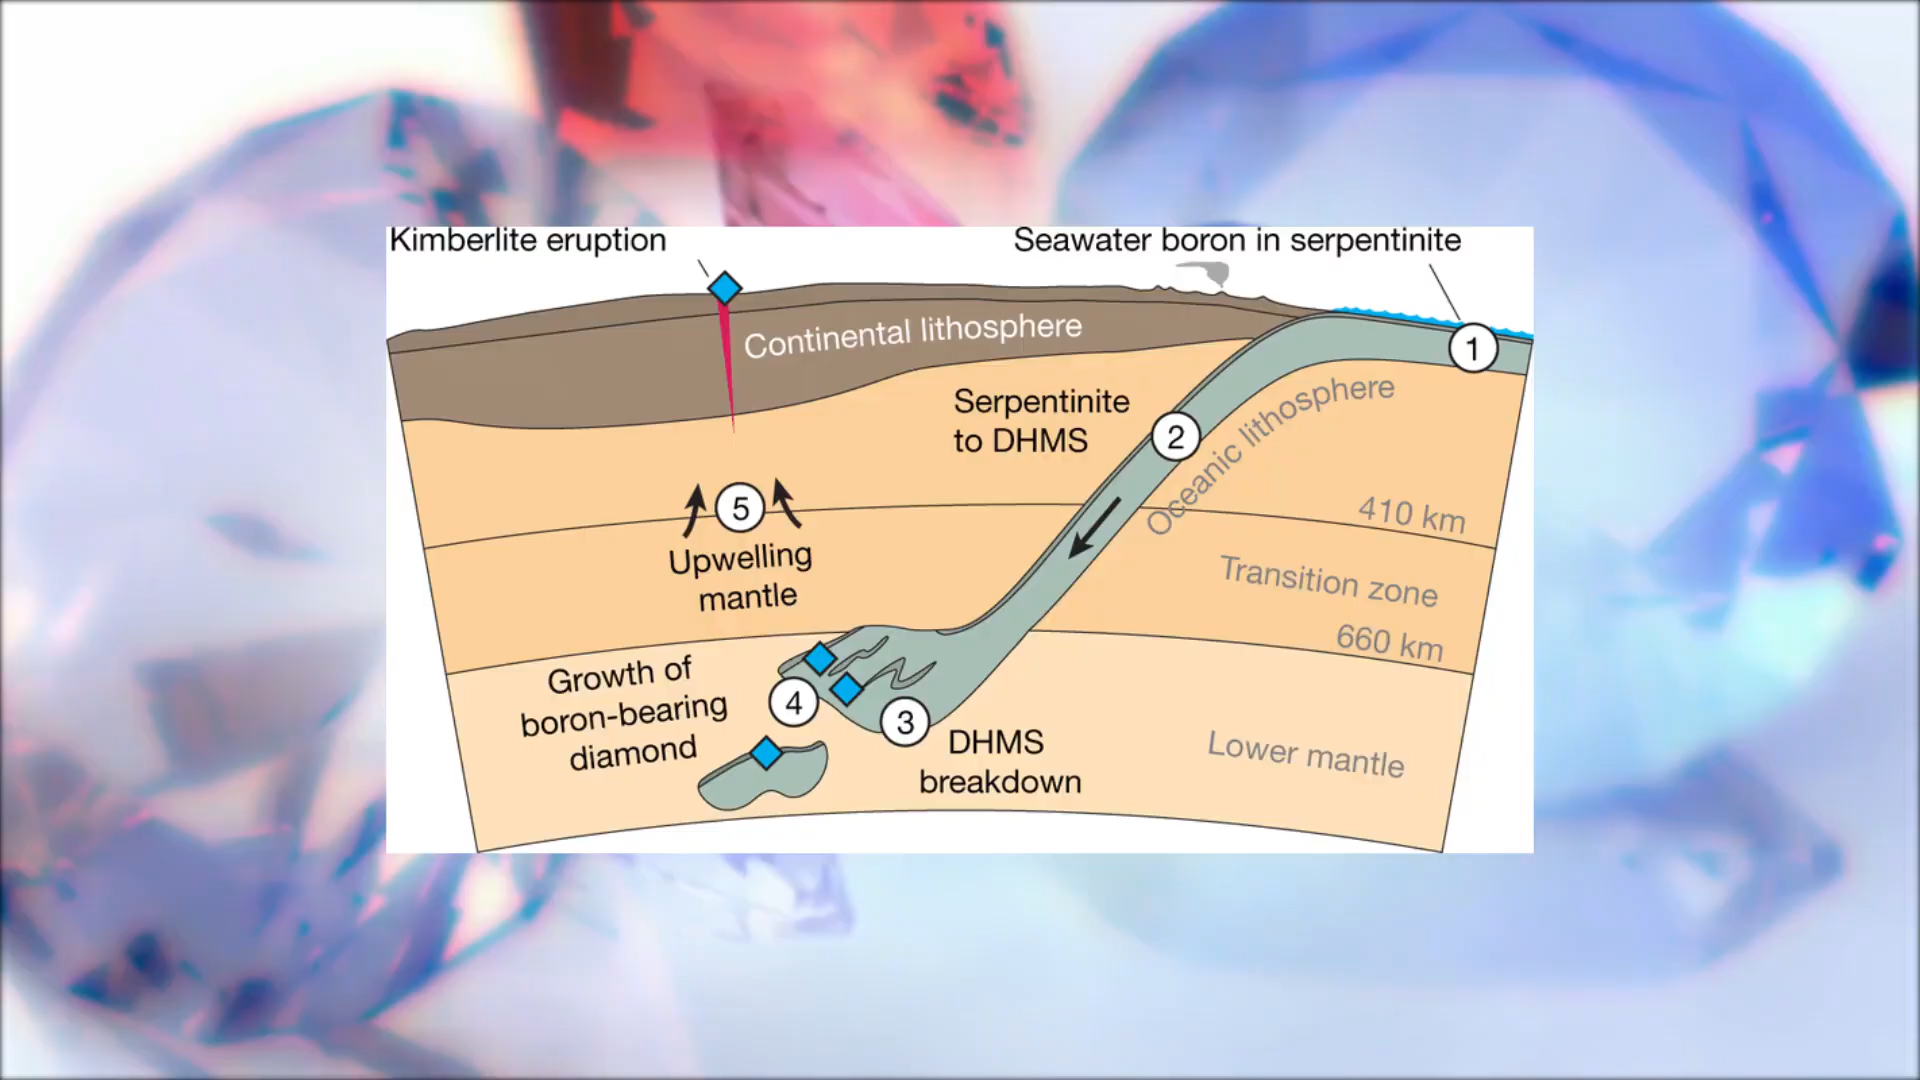 Kimberlite eruption
Seawater boron in serpentinite
Continental lithosphere
1
Serpentinite
to DHMS
2
Oceanic lithosphere
410 km
5
Upwelling
mantle
Transition zone
660 km
Growth of
boron-bearing
diamond
4
3
DHMS
breakdown
Lower mantle